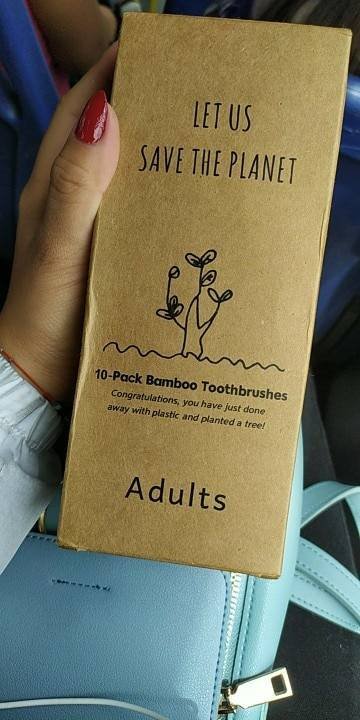 LET US
SAVE THE PLANET
10-Pack Bamboo Toothbrushes
Congratulations, you have just done
away with plastic and planted a tree!
Adults